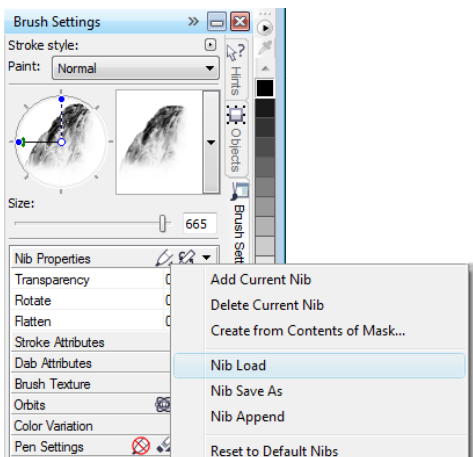 Brush Settings
Stroke style:
Paint: Normal
Size:
665
Nib Properties
Transparency
Rotate
Flatten
Stroke Attributes
Dab Attributes
Brush Texture
Orbits
Color Variation
Pen Settings
Add Current Nib
Delete Current Nib
Create from Contents of Mask...
Nib Load
Nib Save As
Nib Append
Reset to Default Nibs
Hints
Objects
Brush Sett